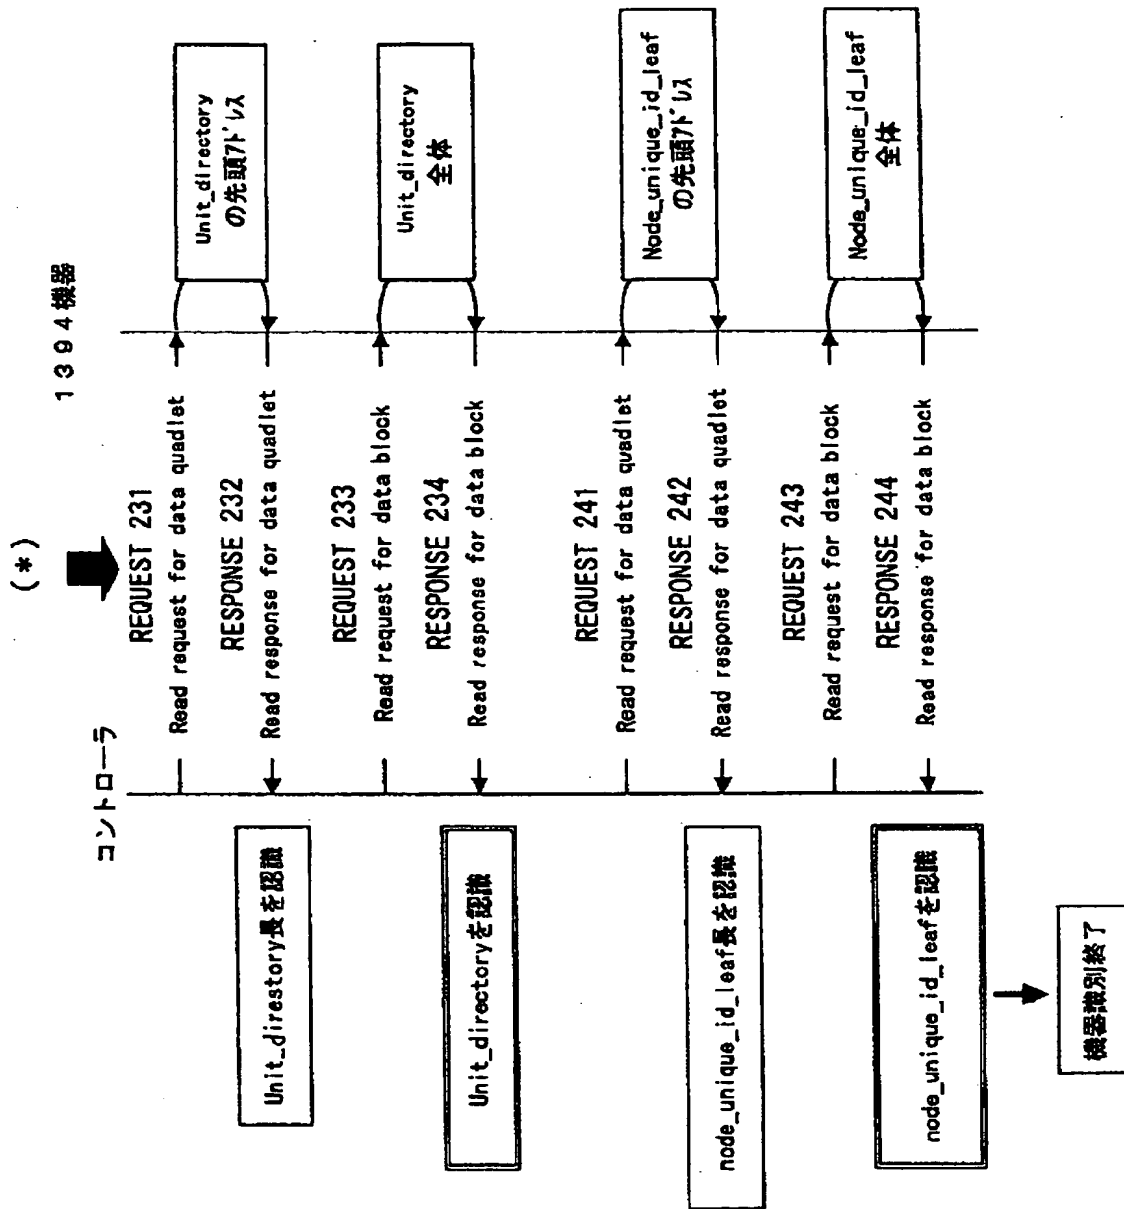 (*)
コントローラ
1394機器
REQUEST 231
Read request for data quadlet
Unit_directory
の先頭アドレス
RESPONSE 232
Read response for data quadlet
Unit_direstory長を認識
REQUEST 233
Read request for data block
Unit_directory
全体
RESPONSE 234
Read response for data block
Unit_directoryを認識
REQUEST 241
Read request for data quadlet
Node_unique_id_leaf
の先頭アドレス
RESPONSE 242
Read response for data quadlet
node_unique_id_leaf長を認識
REQUEST 243
Read request for data block
Node_unique_id_leaf
全体
RESPONSE 244
Read response for data block
node_unique_id_leafを認識
機器識別終了